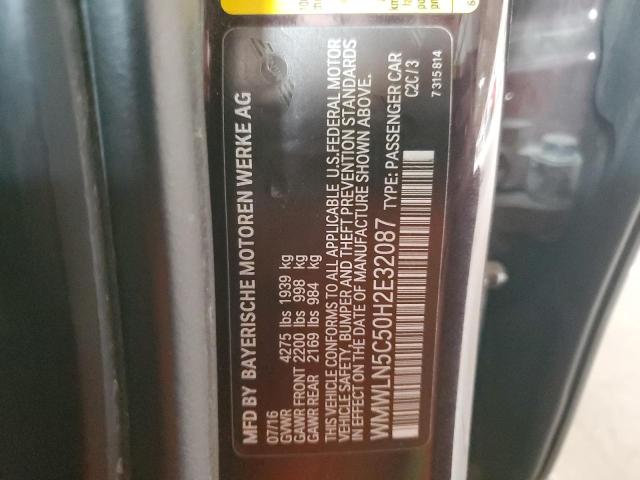 MFD BY BAYERISCHE MOTOREN WERKE AG
07/16
GVWR 4275 lbs 1939 kg
GAWR FRONT 2200 lbs 998 kg
GAWR REAR 2169 lbs 984 kg
THIS VEHICLE CONFORMS TO ALL APPLICABLE U.S.FEDERAL MOTOR
VEHICLE SAFETY, BUMPER AND THEFT PREVENTION STANDARDS
IN EFFECT ON THE DATE OF MANUFACTURE SHOWN ABOVE.
WMWLN5C50H2E32087 TYPE: PASSENGER CAR
C2C/3
7315814